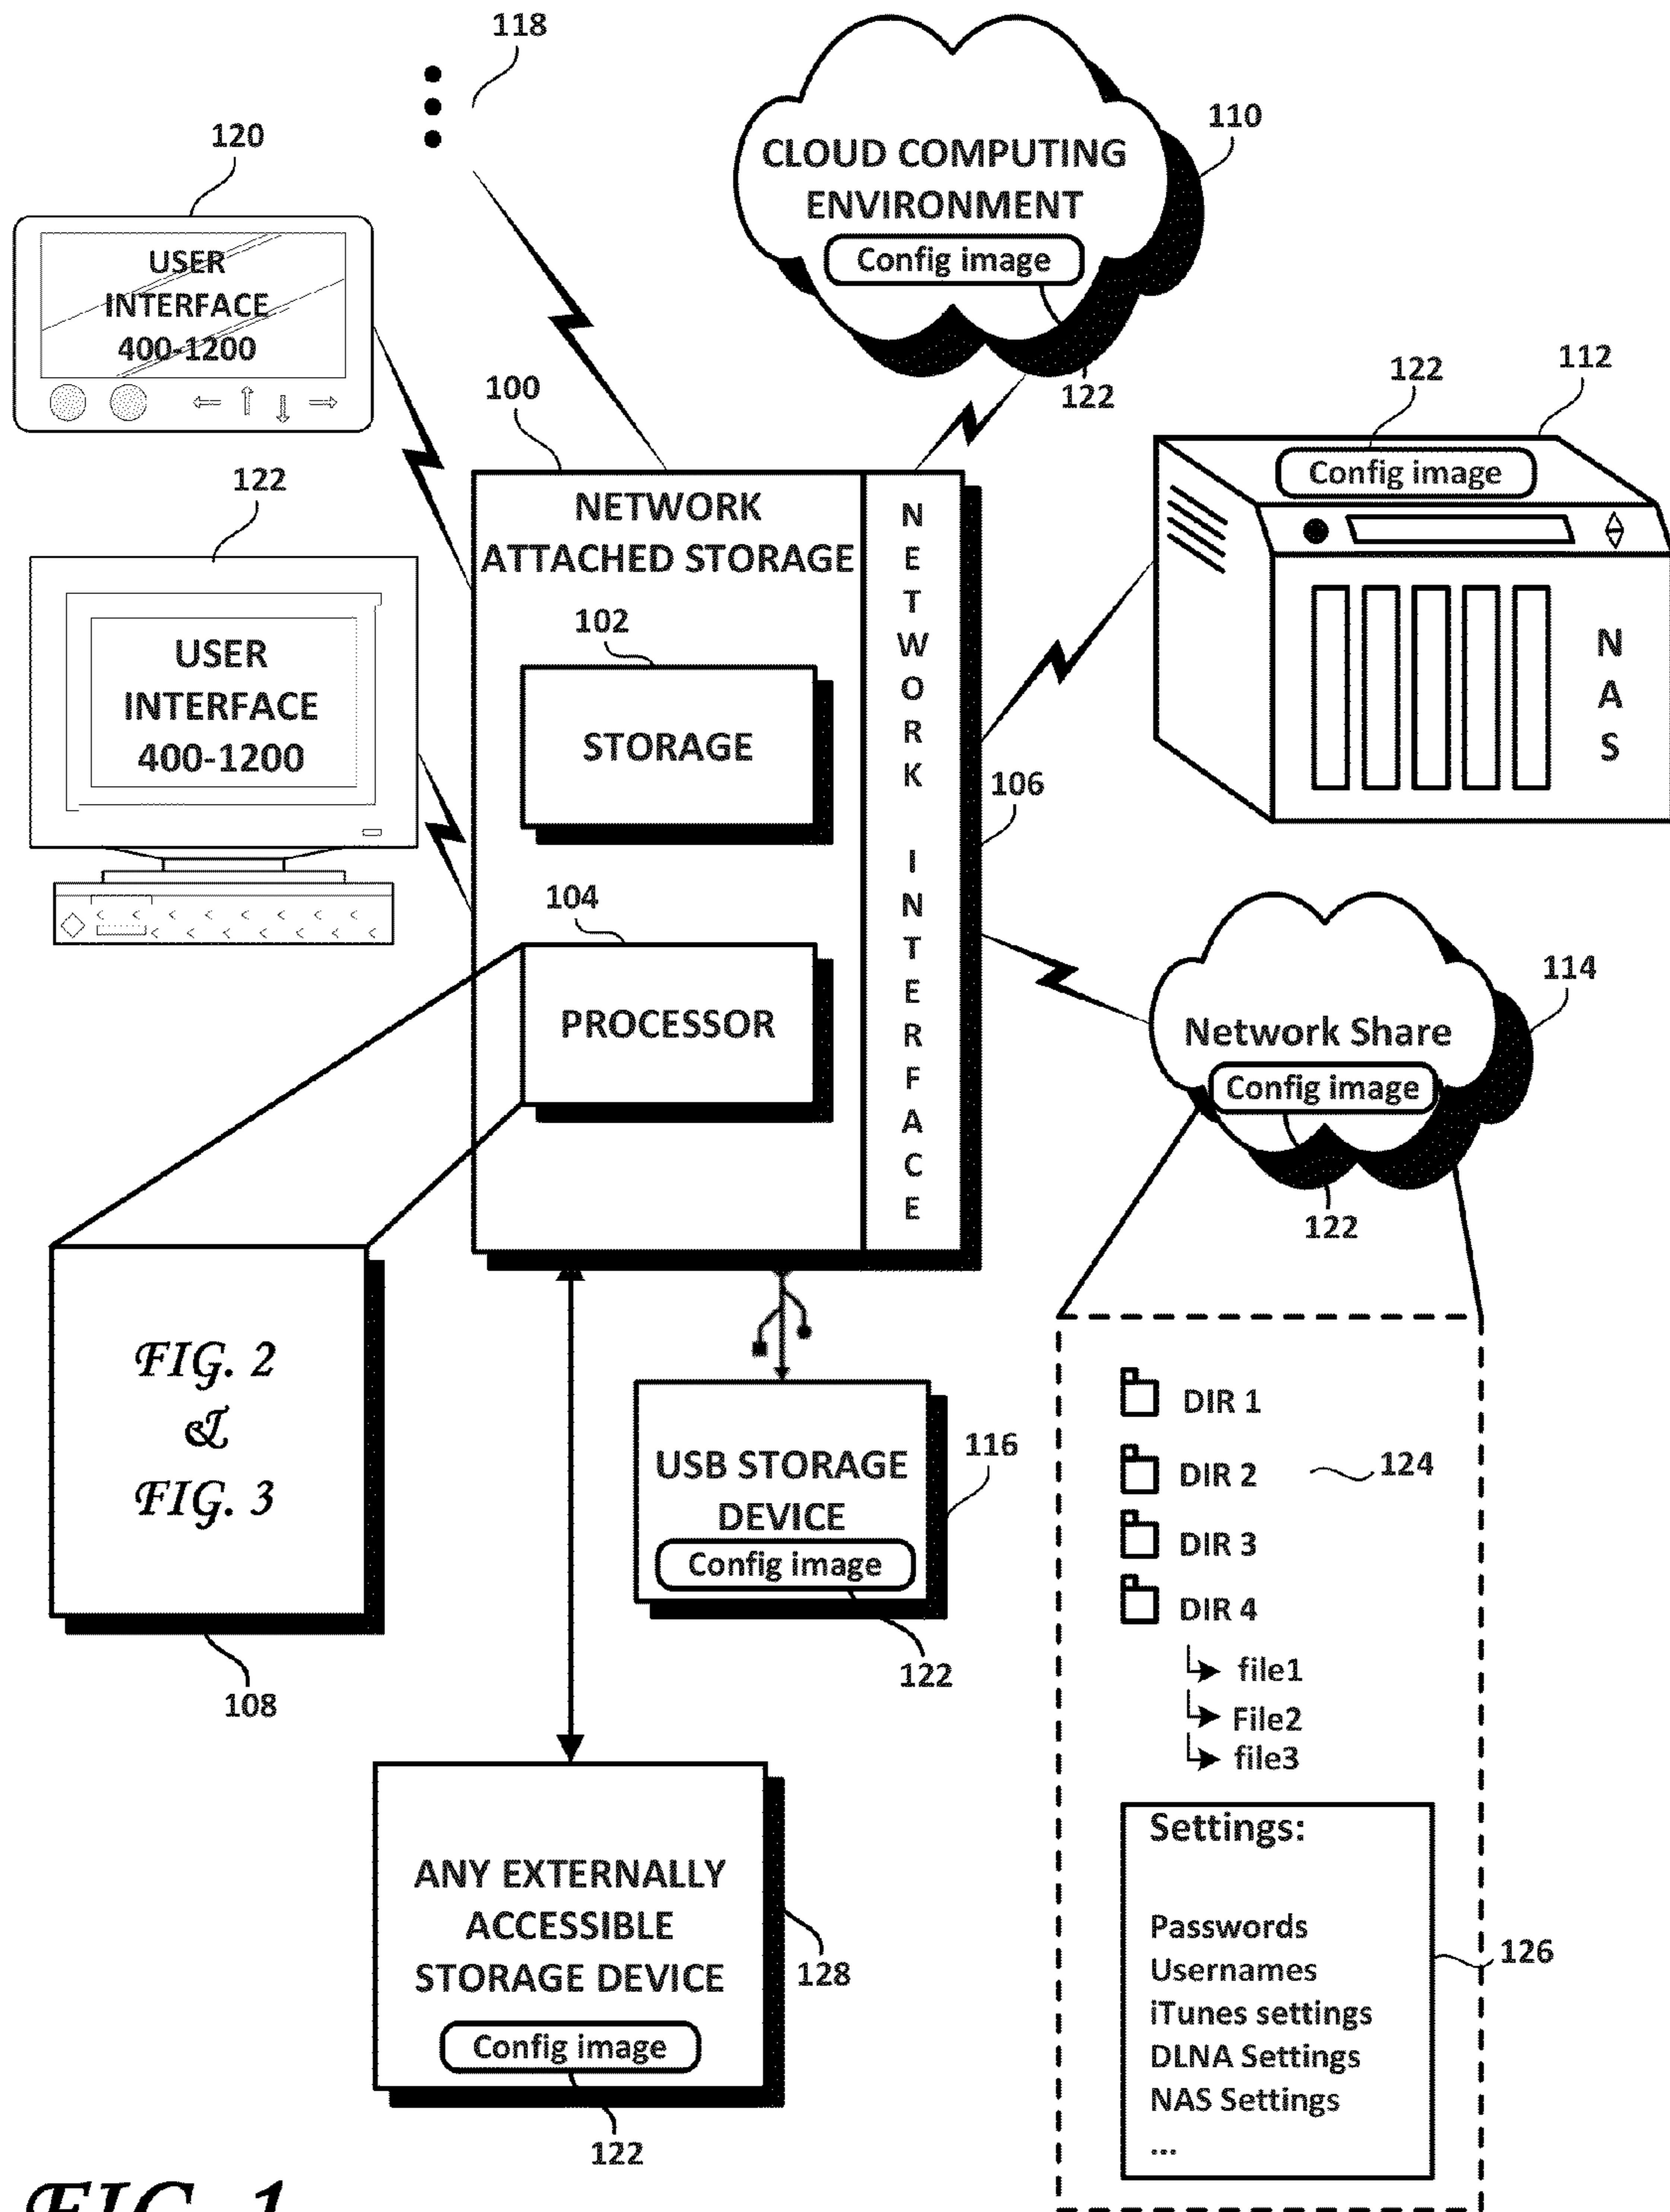 118
120
USER
INTERFACE
400-1200
CLOUD COMPUTING
ENVIRONMENT
Config image
110
122
100
NETWORK
ATTACHED STORAGE
102
STORAGE
104
PROCESSOR
NETWORK INTERFACE
106
122
USER
INTERFACE
400-1200
122
112
Config image
NAS
114
Network Share
Config image
122
FIG. 2
&
FIG. 3
108
USB STORAGE
DEVICE
Config image
116
122
ANY EXTERNALLY
ACCESSIBLE
STORAGE DEVICE
Config image
128
122
DIR 1
DIR 2
124
DIR 3
DIR 4
file1
File2
file3
Settings:
Passwords
Usernames
iTunes settings
DLNA Settings
NAS Settings
...
126
FIG. 1